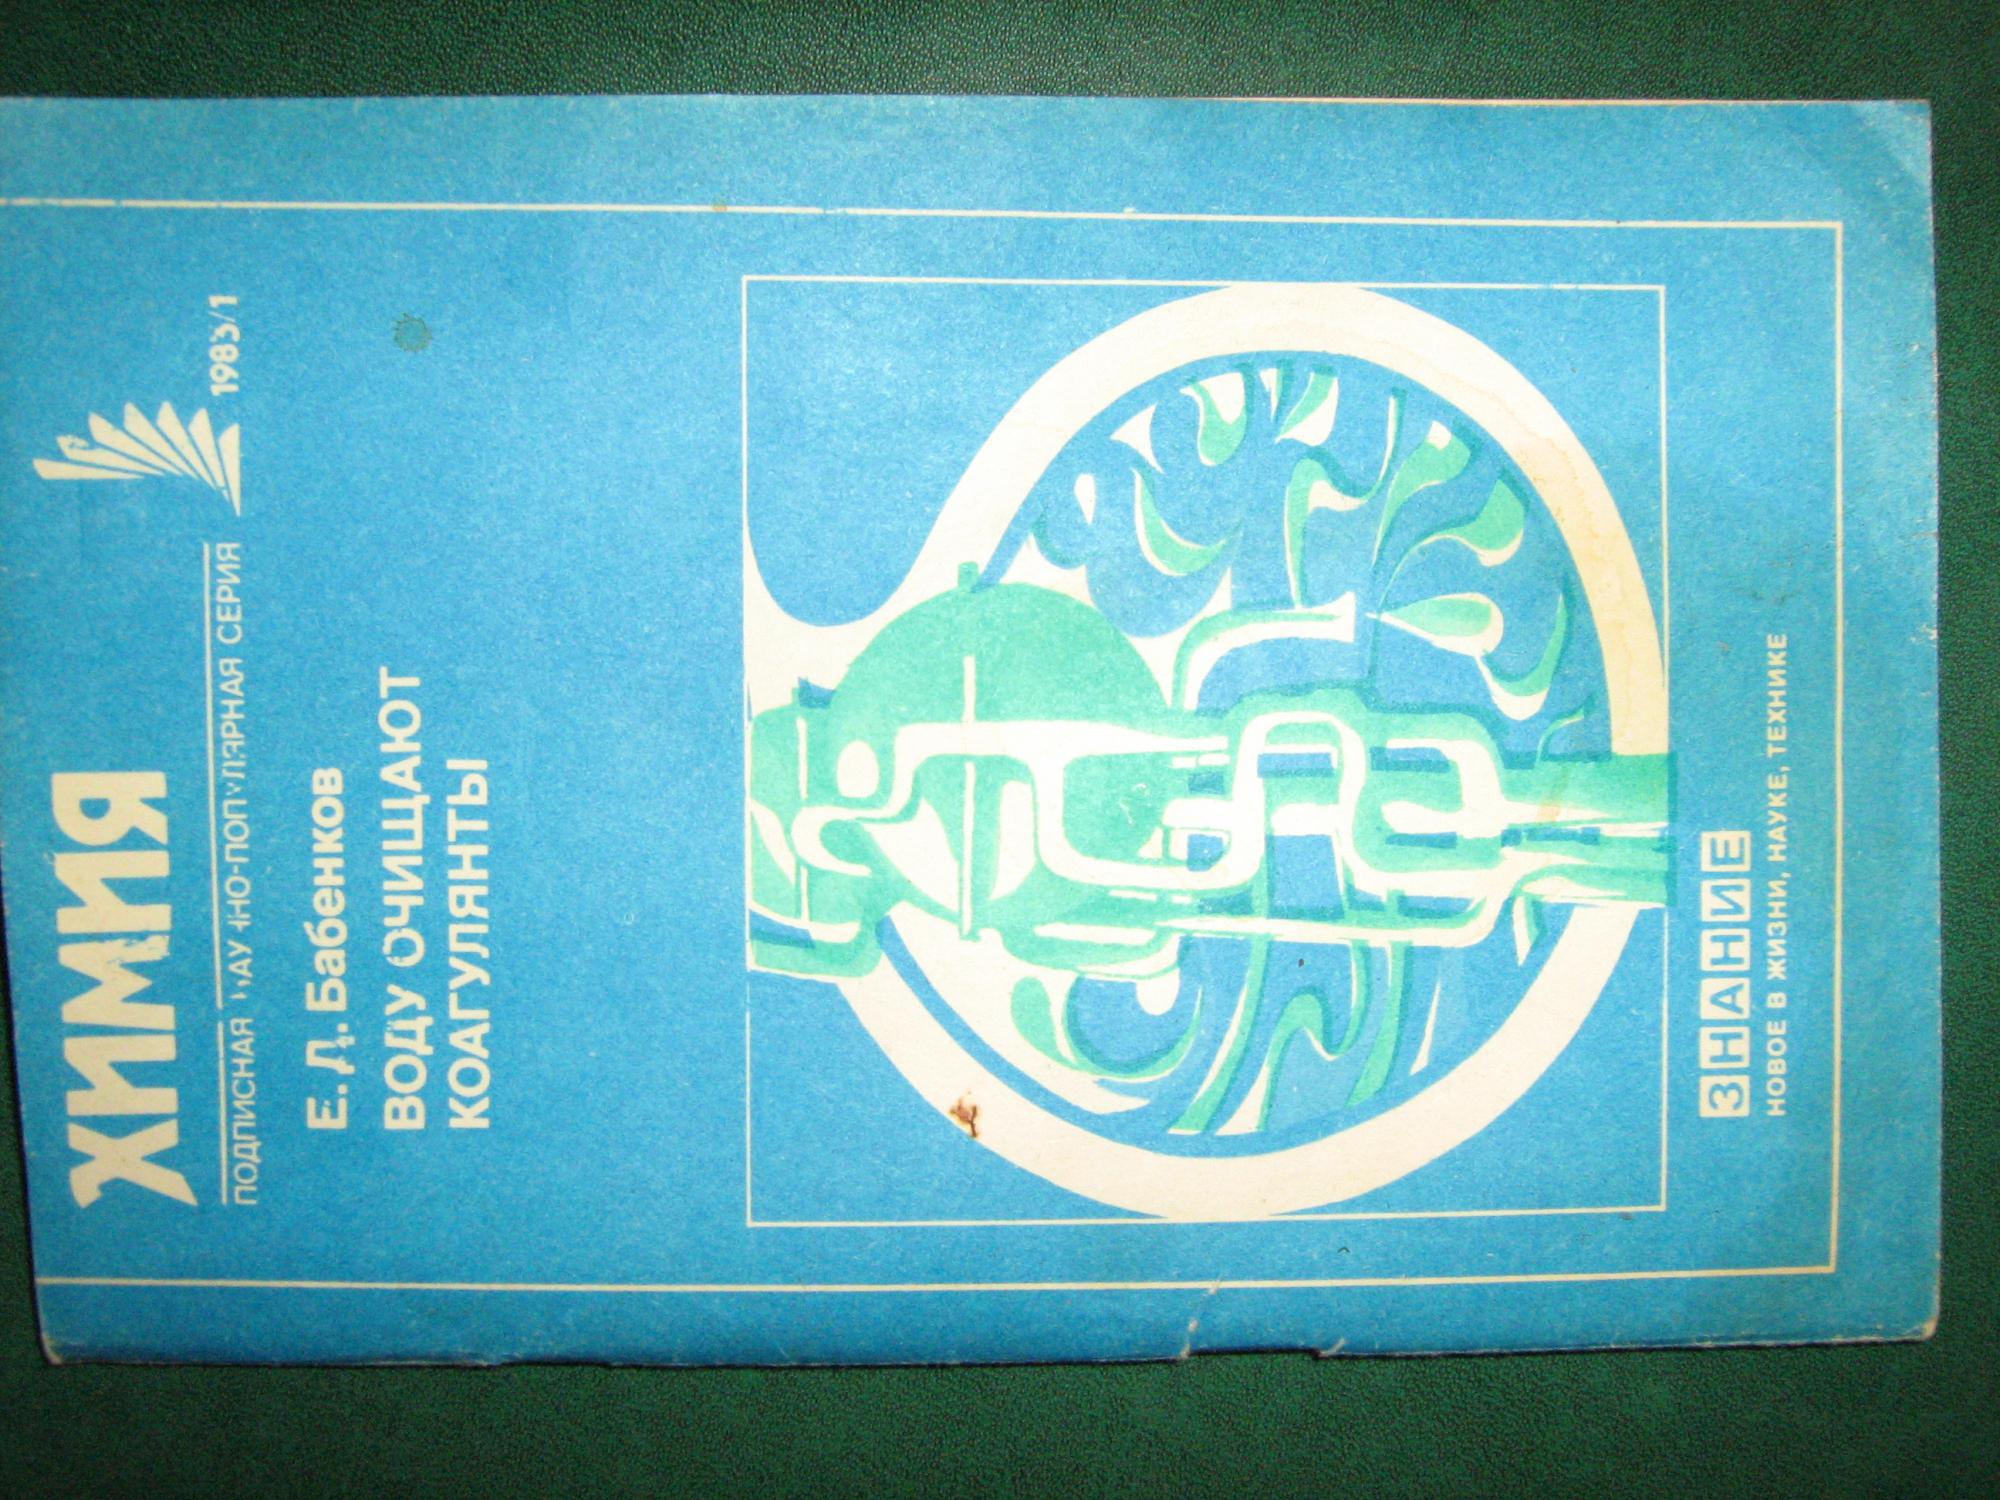 ХИМИЯ
ПОДПИСНАЯ НАУЧНО-ПОПУЛЯРНАЯ СЕРИЯ
1983/1
Е. Д. Бабенков
ВОДУ ОЧИЩАЮТ
КОАГУЛЯНТЫ
ЗНАНИЕ
НОВОЕ В ЖИЗНИ, НАУКЕ, ТЕХНИКЕ